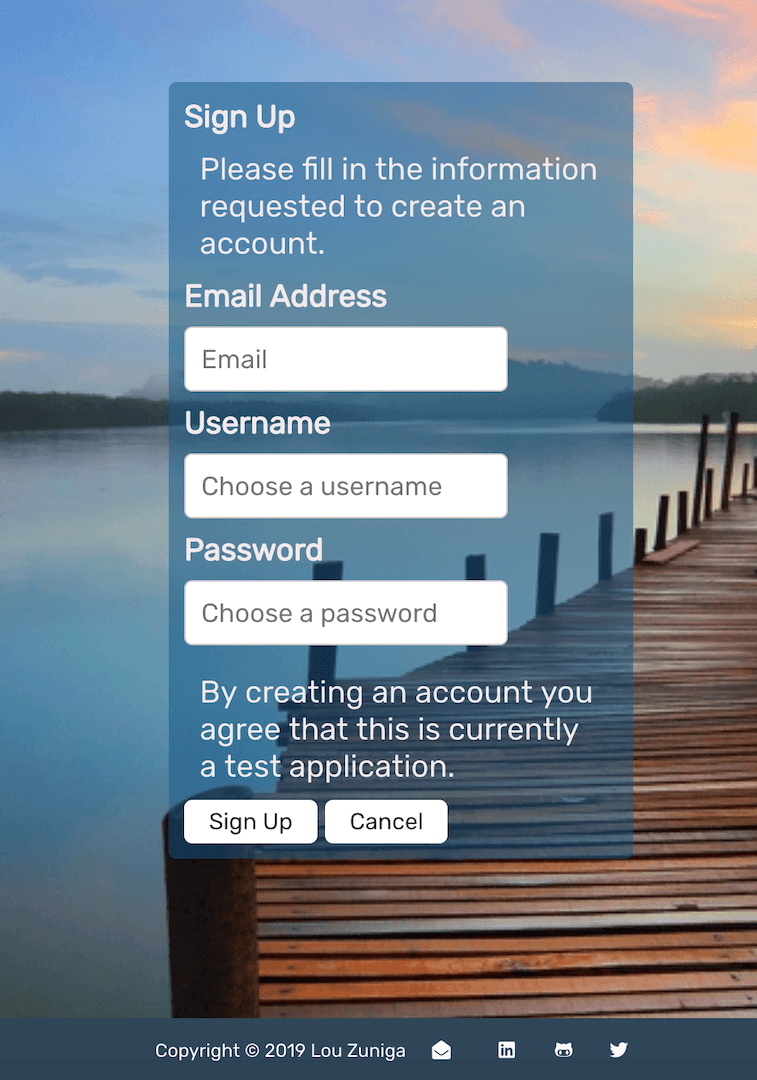 Sign Up
Please fill in the information
requested to create an
account.
Email Address
Email
Username
Choose a username
Password
Choose a password
By creating an account you
agree that this is currently
a test application.
Sign Up Cancel
Copyright © 2019 Lou Zuniga